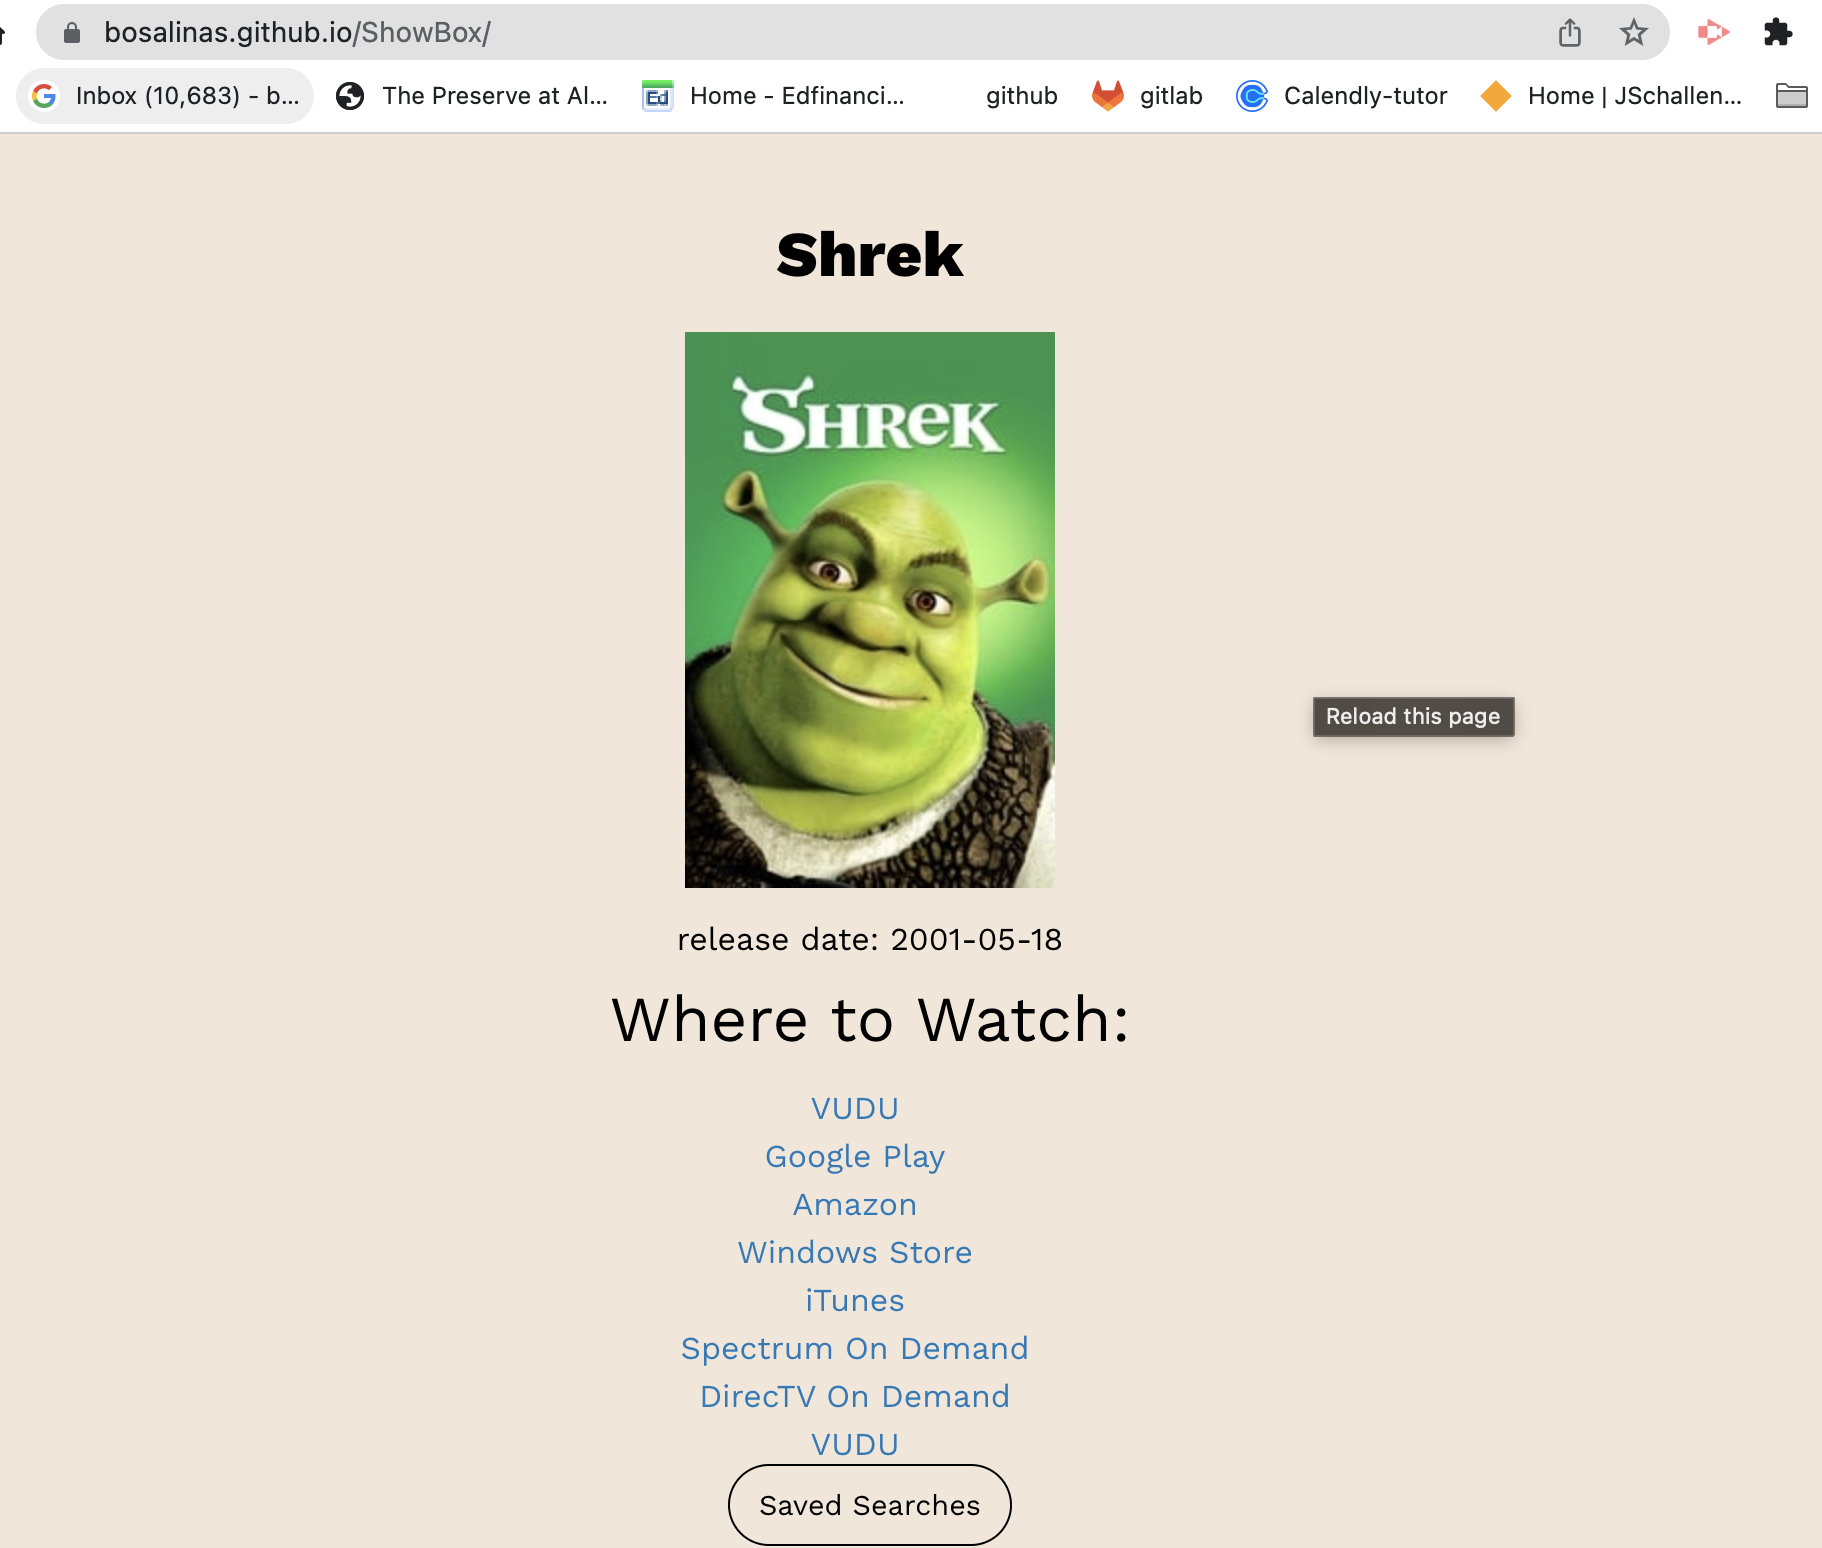 bosalinas.github.io/ShowBox/
Inbox (10,683) - b...
The Preserve at Al...
Ed
Home - Edfinanci...
github
gitlab
Calendly-tutor
Home | JSchallen...
Shrek
SHREK
Reload this page
release date: 2001-05-18
Where to Watch:
VUDU
Google Play
Amazon
Windows Store
iTunes
Spectrum On Demand
DirecTV On Demand
VUDU
Saved Searches